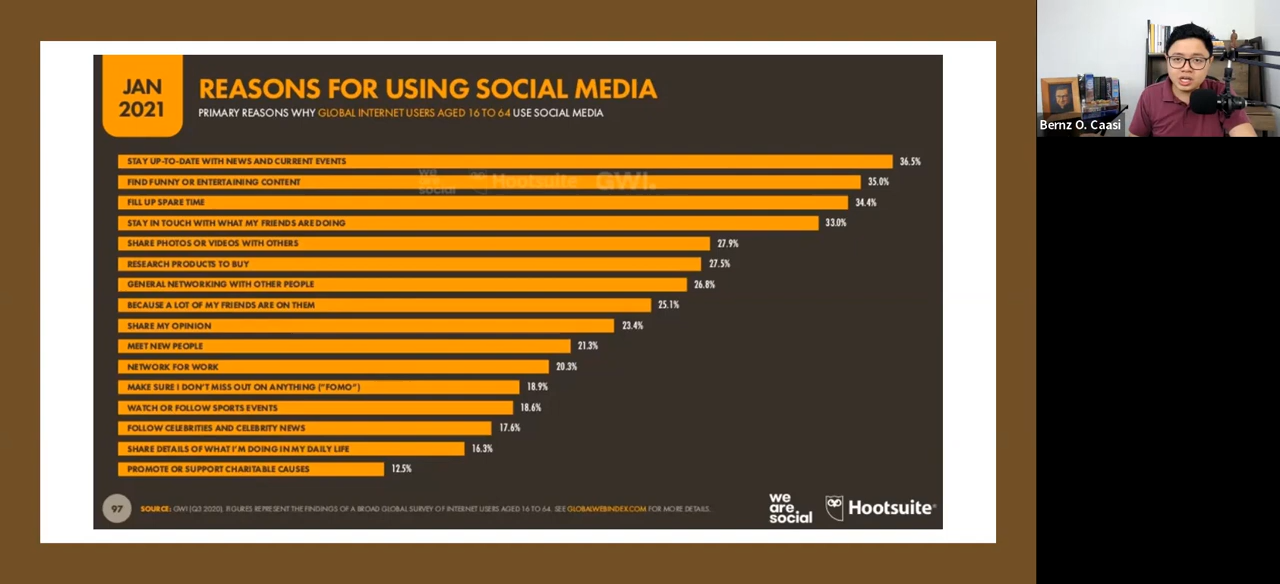 JAN
2021
REASONS FOR USING SOCIAL MEDIA
PRIMARY REASONS WHY GLOBAL INTERNET USERS AGED 16 TO 64 USE SOCIAL MEDIA
STAY UP-TO-DATE WITH NEWS AND CURRENT EVENTS 36.5%
we are social Hootsuite GWI.
FIND FUNNY OR ENTERTAINING CONTENT 35.0%
FILL UP SPARE TIME 34.4%
STAY IN TOUCH WITH WHAT MY FRIENDS ARE DOING 33.0%
SHARE PHOTOS OR VIDEOS WITH OTHERS 27.9%
RESEARCH PRODUCTS TO BUY 27.5%
GENERAL NETWORKING WITH OTHER PEOPLE 26.8%
BECAUSE A LOT OF MY FRIENDS ARE ON THEM 25.1%
SHARE MY OPINION 23.4%
MEET NEW PEOPLE 21.3%
NETWORK FOR WORK 20.3%
MAKE SURE I DON'T MISS OUT ON ANYTHING ("FOMO") 18.9%
WATCH OR FOLLOW SPORTS EVENTS 18.6%
FOLLOW CELEBRITIES AND CELEBRITY NEWS 17.6%
SHARE DETAILS OF WHAT I'M DOING IN MY DAILY LIFE 16.3%
PROMOTE OR SUPPORT CHARITABLE CAUSES 12.5%
97 SOURCE: GWI (Q3 2020). FIGURES REPRESENT THE FINDINGS OF A BROAD GLOBAL SURVEY OF INTERNET USERS AGED 16 TO 64. SEE GLOBALWEBINDEX.COM FOR MORE DETAILS.
we
are
social
Hootsuite®
Bernz O. Caasi